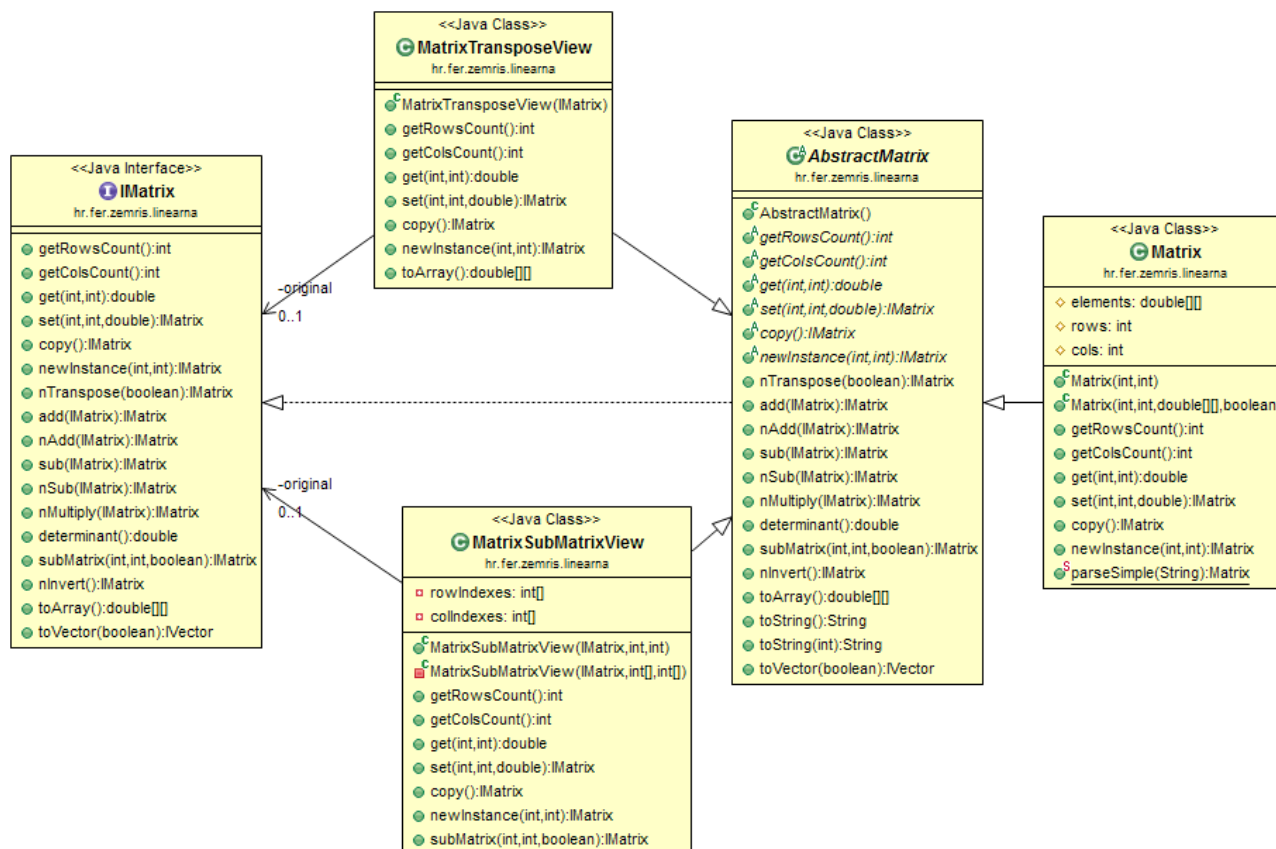 <<Java Class>>
MatrixTransposeView
hr.fer.zemris.linearna
MatrixTransposeView(IMatrix)
getRowsCount():int
getColsCount():int
get(int,int):double
set(int,int,double):IMatrix
copy():IMatrix
newInstance(int,int):IMatrix
toArray():double[][]
<<Java Interface>>
IMatrix
hr.fer.zemris.linearna
getRowsCount():int
getColsCount():int
get(int,int):double
set(int,int,double):IMatrix
copy():IMatrix
newInstance(int,int):IMatrix
nTranspose(boolean):IMatrix
add(IMatrix):IMatrix
nAdd(IMatrix):IMatrix
sub(IMatrix):IMatrix
nSub(IMatrix):IMatrix
nMultiply(IMatrix):IMatrix
determinant():double
subMatrix(int,int,boolean):IMatrix
nInvert():IMatrix
toArray():double[][]
toVector(boolean):IVector
-original
0..1
-original
0..1
<<Java Class>>
MatrixSubMatrixView
hr.fer.zemris.linearna
rowIndexes: int[]
colIndexes: int[]
MatrixSubMatrixView(IMatrix,int,int)
MatrixSubMatrixView(IMatrix,int[],int[])
getRowsCount():int
getColsCount():int
get(int,int):double
set(int,int,double):IMatrix
copy():IMatrix
newInstance(int,int):IMatrix
subMatrix(int,int,boolean):IMatrix
<<Java Class>>
AbstractMatrix
hr.fer.zemris.linearna
AbstractMatrix()
getRowsCount():int
getColsCount():int
get(int,int):double
set(int,int,double):IMatrix
copy():IMatrix
newInstance(int,int):IMatrix
nTranspose(boolean):IMatrix
add(IMatrix):IMatrix
nAdd(IMatrix):IMatrix
sub(IMatrix):IMatrix
nSub(IMatrix):IMatrix
nMultiply(IMatrix):IMatrix
determinant():double
subMatrix(int,int,boolean):IMatrix
nInvert():IMatrix
toArray():double[][]
toString():String
toString(int):String
toVector(boolean):IVector
<<Java Class>>
Matrix
hr.fer.zemris.linearna
elements: double[][]
rows: int
cols: int
Matrix(int,int)
Matrix(int,int,double[][],boolean
getRowsCount():int
getColsCount():int
get(int,int):double
set(int,int,double):IMatrix
copy():IMatrix
newInstance(int,int):IMatrix
parseSimple(String):Matrix